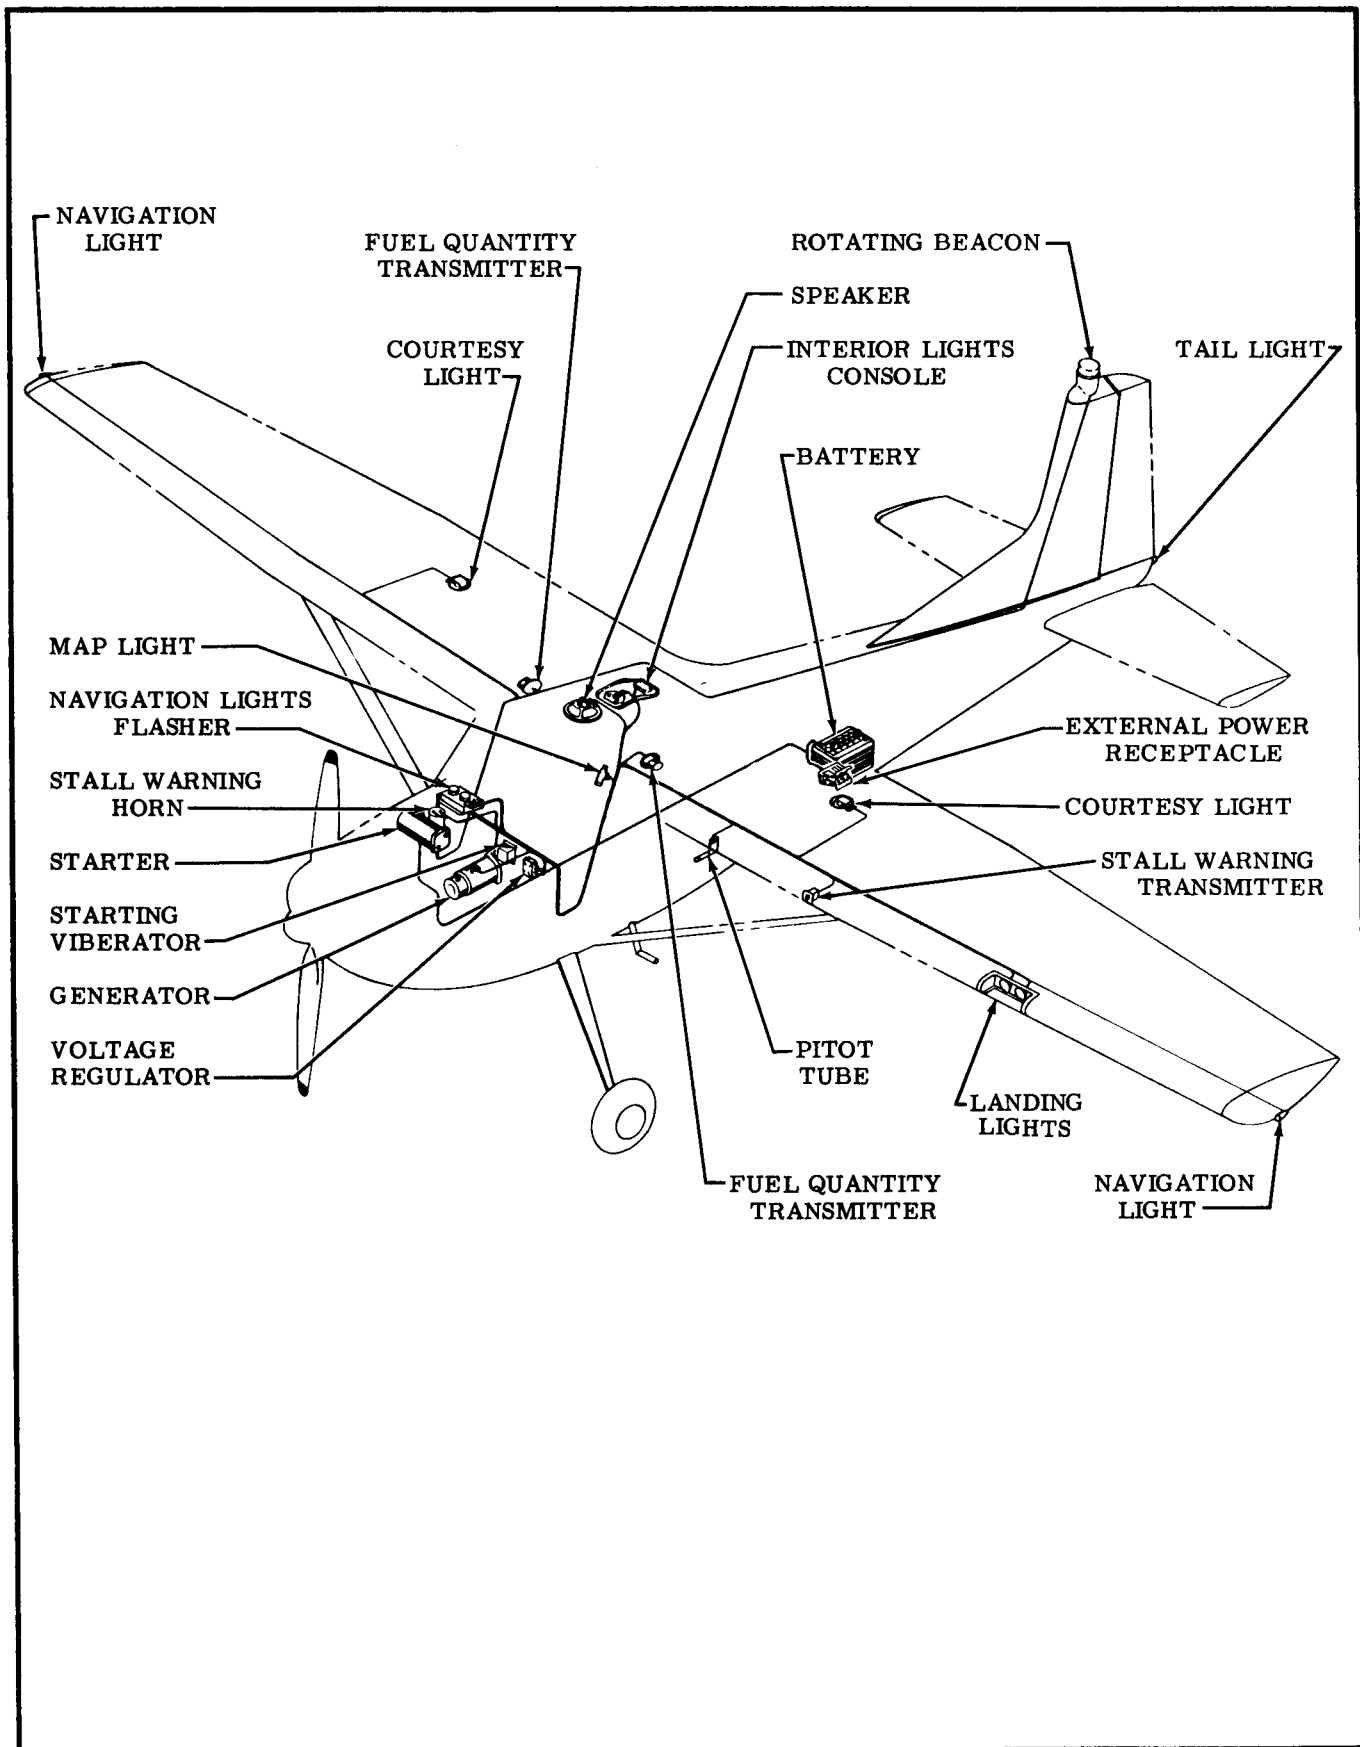 NAVIGATION
LIGHT
FUEL QUANTITY
TRANSMITTER
ROTATING BEACON
SPEAKER
COURTESY
LIGHT
INTERIOR LIGHTS
CONSOLE
TAIL LIGHT
BATTERY
MAP LIGHT
NAVIGATION LIGHTS
FLASHER
STALL WARNING
HORN
STARTER
STARTING
VIBERATOR
GENERATOR
VOLTAGE
REGULATOR
EXTERNAL POWER
RECEPTACLE
COURTESY LIGHT
STALL WARNING
TRANSMITTER
PITOT
TUBE
LANDING
LIGHTS
FUEL QUANTITY
TRANSMITTER
NAVIGATION
LIGHT